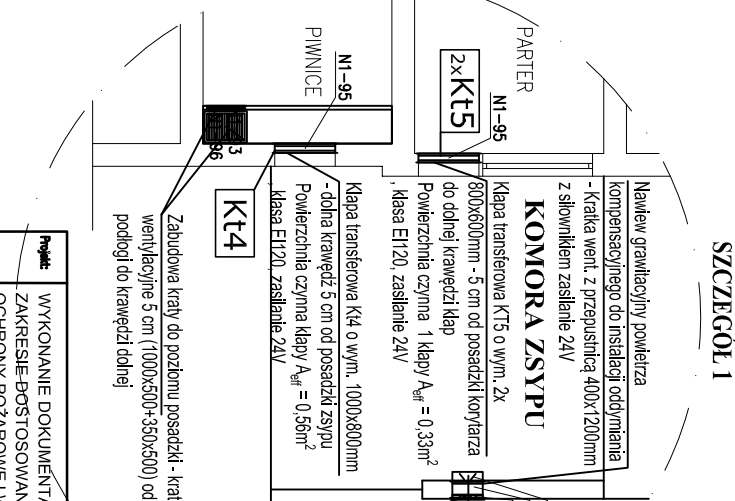 SZCZEGÓŁ 1
Nawiew grawitacyjny powietrza
kompensacyjnego do instalacji oddymiania
- Kratka went. z przepustnicą 400x1200mm
z siłownikiem zasilanie 24V
KOMORA ZSYPU
PARTER
N1-95
2xKt5
Klapa transferowa KT5 o wym. 2x
800x600mm - 5 cm od posadzki korytarza
do dolnej krawędzi klap
Powierzchnia czynna 1 klapy Aeff = 0,33m²
, klasa EI120, zasilanie 24V
N1-95
PIWNICE
Klapa transferowa Kt4 o wym. 1000x800mm
- dolna krawędź 5 cm od posadzki zsypu
Powierzchnia czynna klapy Aeff = 0,56m²
, klasa EI120, zasilanie 24V
Kt4
Zabudowa kraty do poziomu posadzki - krat
wentylacyjne 5 cm (1000x500+350x500) od
podłogi do krawędzi dolnej
Projekt:
WYKONANIE DOKUMENTA
ZAKRESIE DOSTOSOWAN